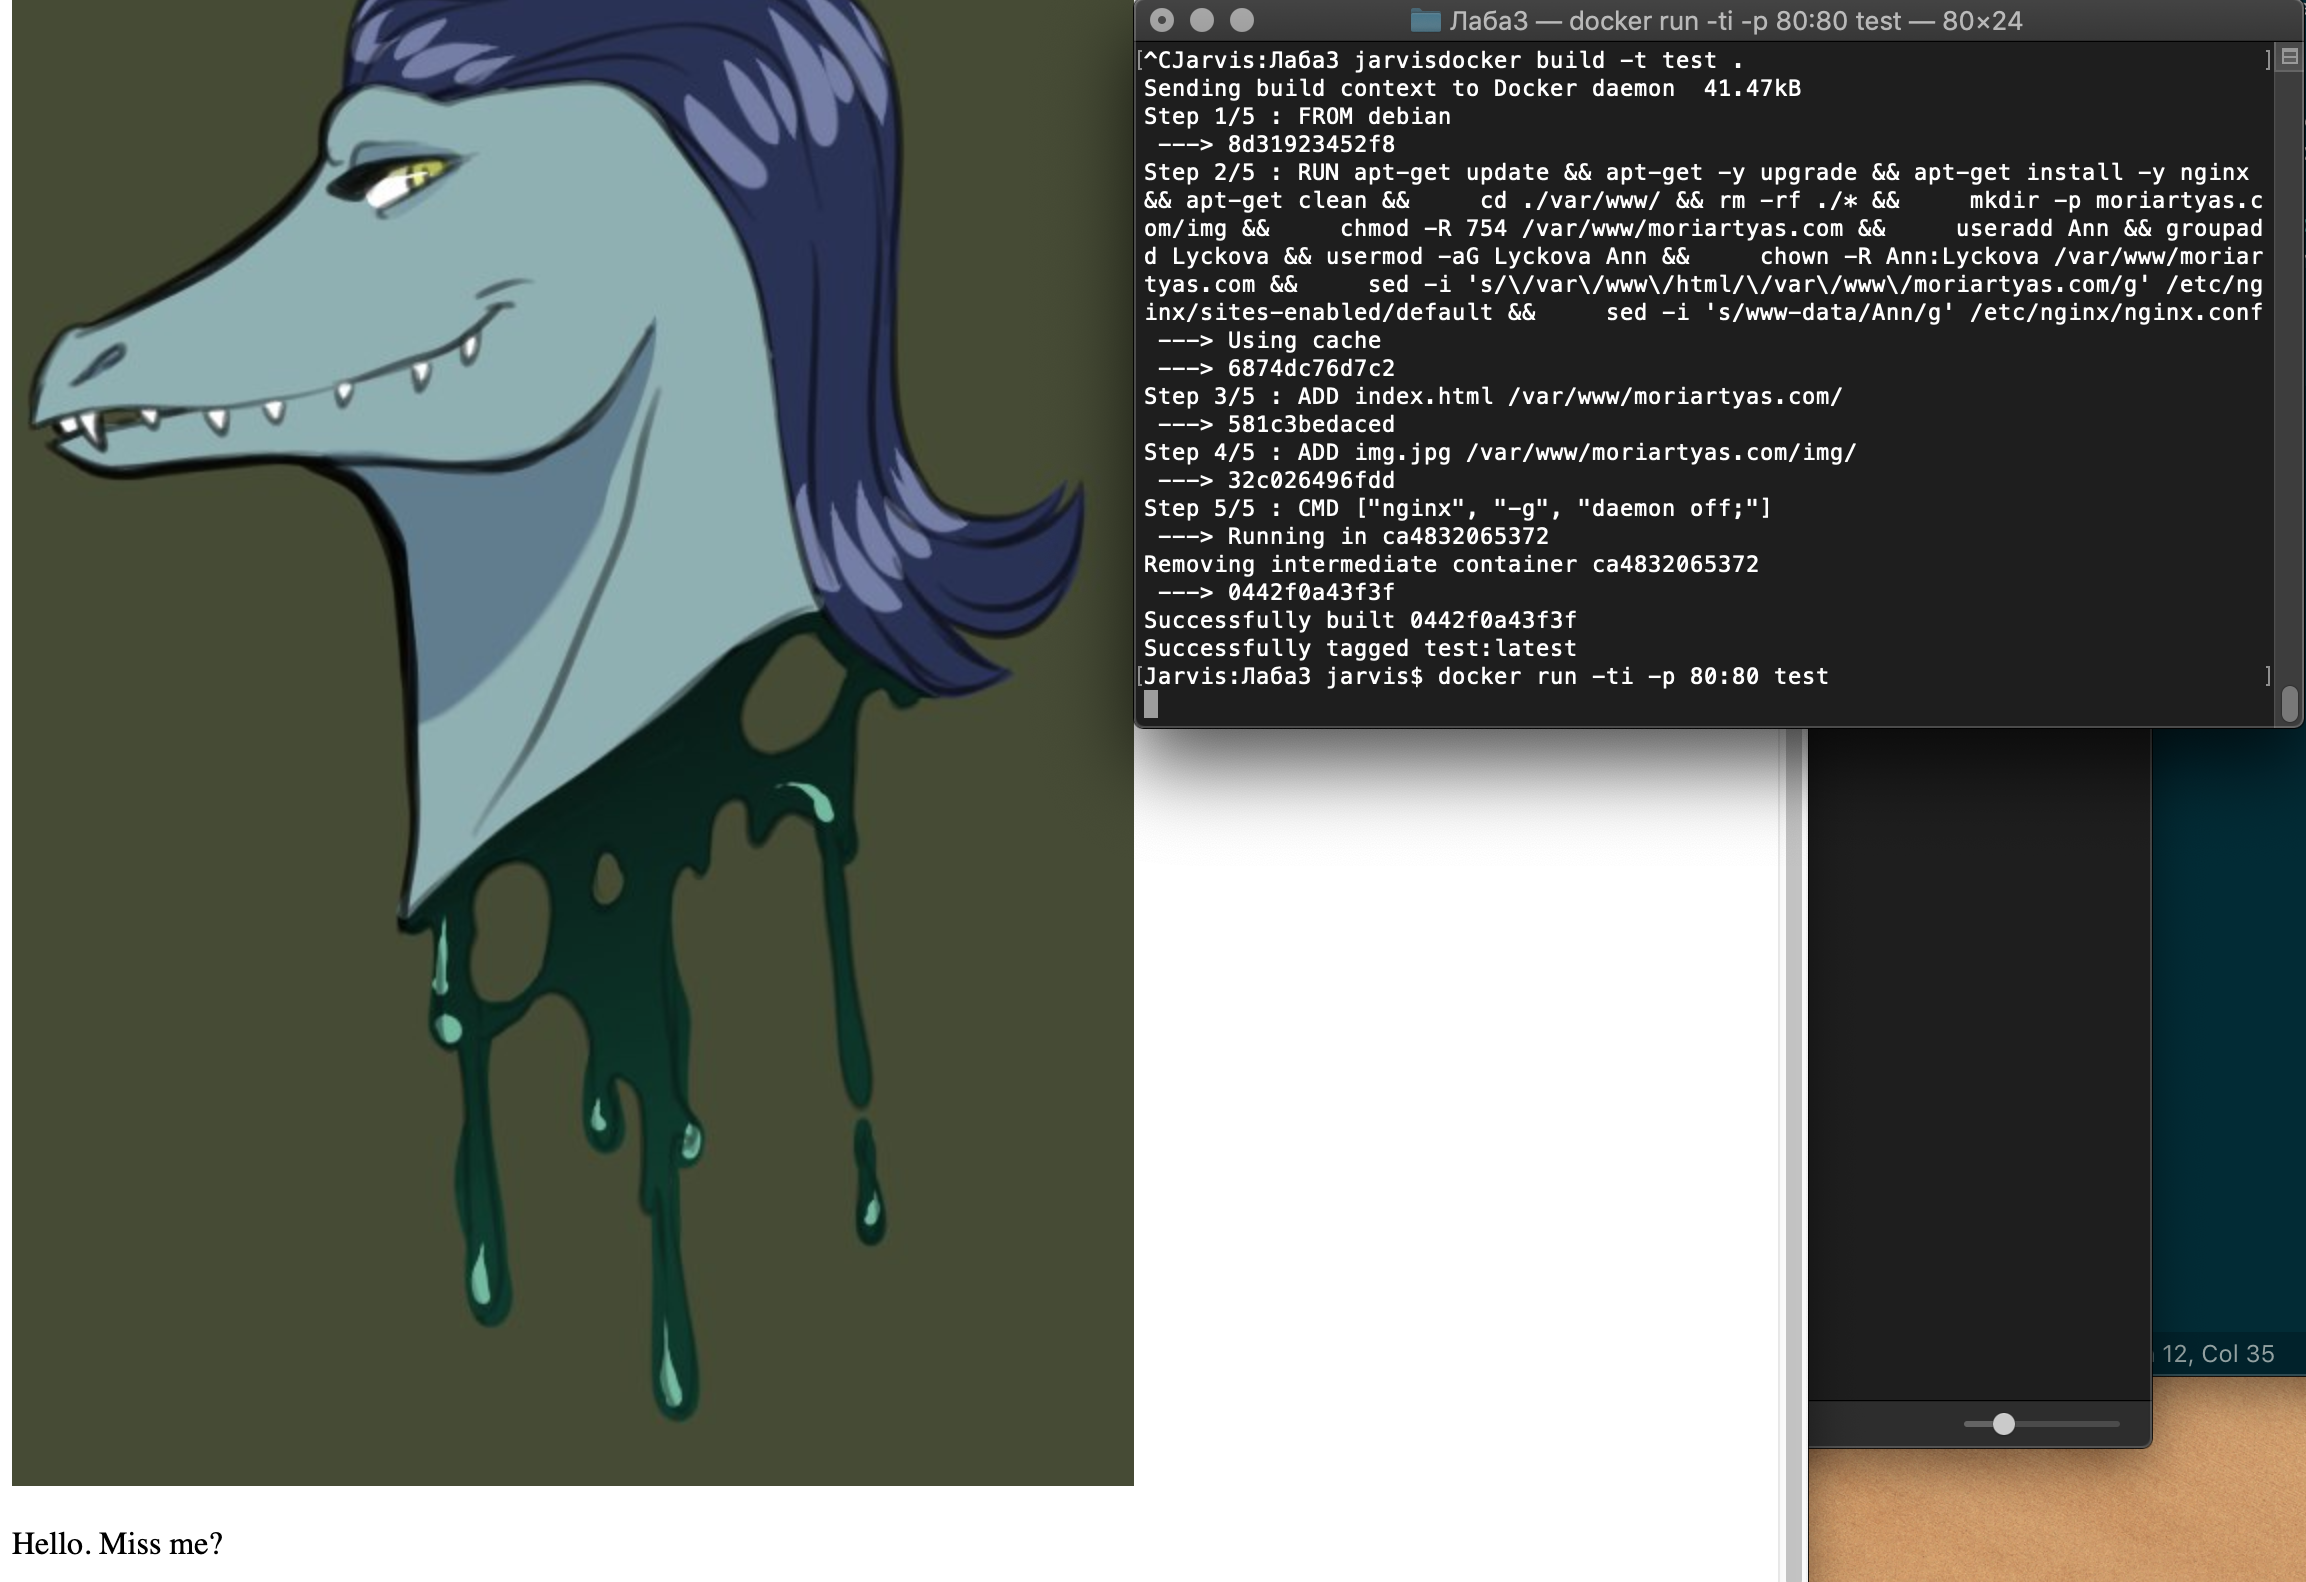 Лаба3 — docker run -ti -p 80:80 test — 80×24
[^CJarvis:Лаба3 jarvisdocker build -t test . ]
Sending build context to Docker daemon  41.47kB
Step 1/5 : FROM debian
 ---> 8d31923452f8
Step 2/5 : RUN apt-get update && apt-get -y upgrade && apt-get install -y nginx
&& apt-get clean &&     cd ./var/www/ && rm -rf ./* &&     mkdir -p moriartyas.c
om/img &&     chmod -R 754 /var/www/moriartyas.com &&     useradd Ann && groupad
d Lyckova && usermod -aG Lyckova Ann &&     chown -R Ann:Lyckova /var/www/moriar
tyas.com &&     sed -i 's/\/var\/www\/html/\/var\/www\/moriartyas.com/g' /etc/ng
inx/sites-enabled/default &&     sed -i 's/www-data/Ann/g' /etc/nginx/nginx.conf
 ---> Using cache
 ---> 6874dc76d7c2
Step 3/5 : ADD index.html /var/www/moriartyas.com/
 ---> 581c3bedaced
Step 4/5 : ADD img.jpg /var/www/moriartyas.com/img/
 ---> 32c026496fdd
Step 5/5 : CMD ["nginx", "-g", "daemon off;"]
 ---> Running in ca4832065372
Removing intermediate container ca4832065372
 ---> 0442f0a43f3f
Successfully built 0442f0a43f3f
Successfully tagged test:latest
[Jarvis:Лаба3 jarvis$ docker run -ti -p 80:80 test ]
12, Col 35
Hello. Miss me?